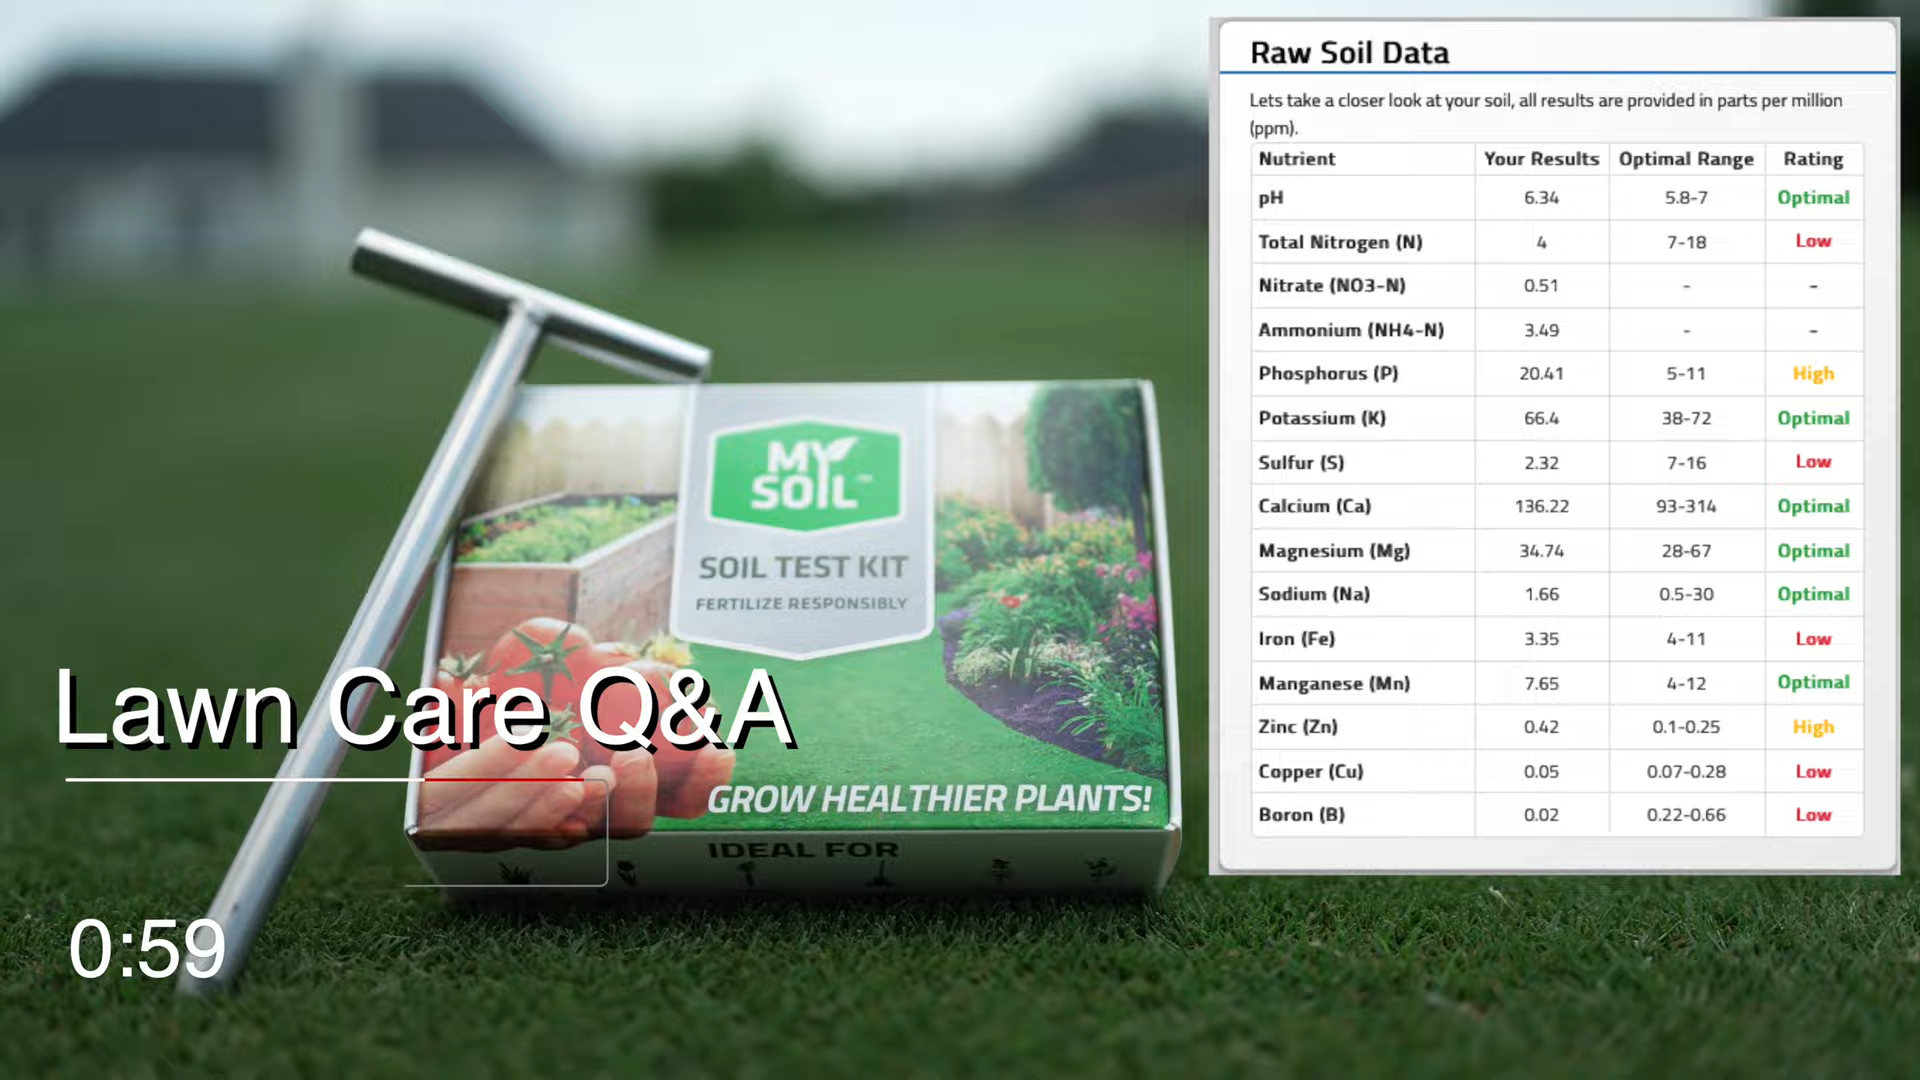 Raw Soil Data
Lets take a closer look at your soil, all results are provided in parts per million
(ppm).
Nutrient Your Results Optimal Range Rating
pH 6.34 5.8-7 Optimal
Total Nitrogen (N) 4 7-18 Low
Nitrate (NO3-N) 0.51 - -
Ammonium (NH4-N) 3.49 - -
Phosphorus (P) 20.41 5-11 High
Potassium (K) 66.4 38-72 Optimal
Sulfur (S) 2.32 7-16 Low
Calcium (Ca) 136.22 93-314 Optimal
Magnesium (Mg) 34.74 28-67 Optimal
Sodium (Na) 1.66 0.5-30 Optimal
Iron (Fe) 3.35 4-11 Low
Manganese (Mn) 7.65 4-12 Optimal
Zinc (Zn) 0.42 0.1-0.25 High
Copper (Cu) 0.05 0.07-0.28 Low
Boron (B) 0.02 0.22-0.66 Low
MY
SOIL™
SOIL TEST KIT
FERTILIZE RESPONSIBLY
GROW HEALTHIER PLANTS!
IDEAL FOR
Lawn Care Q&A
0:59